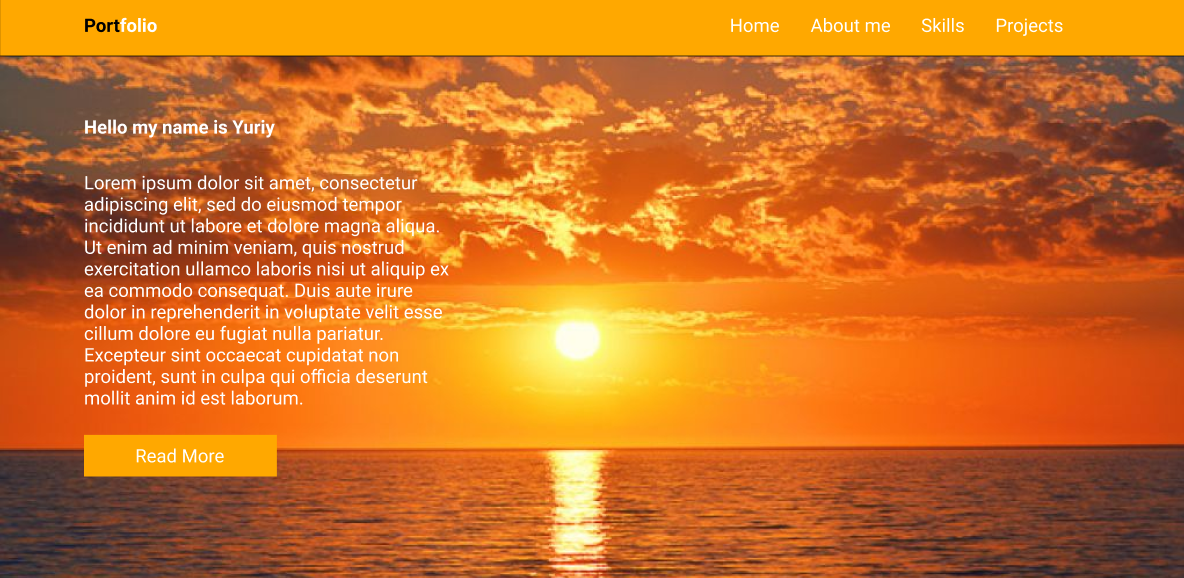 Portfolio
Home About me Skills Projects
Hello my name is Yuriy
Lorem ipsum dolor sit amet, consectetur
adipiscing elit, sed do eiusmod tempor
incididunt ut labore et dolore magna aliqua.
Ut enim ad minim veniam, quis nostrud
exercitation ullamco laboris nisi ut aliquip ex
ea commodo consequat. Duis aute irure
dolor in reprehenderit in voluptate velit esse
cillum dolore eu fugiat nulla pariatur.
Excepteur sint occaecat cupidatat non
proident, sunt in culpa qui officia deserunt
mollit anim id est laborum.
Read More